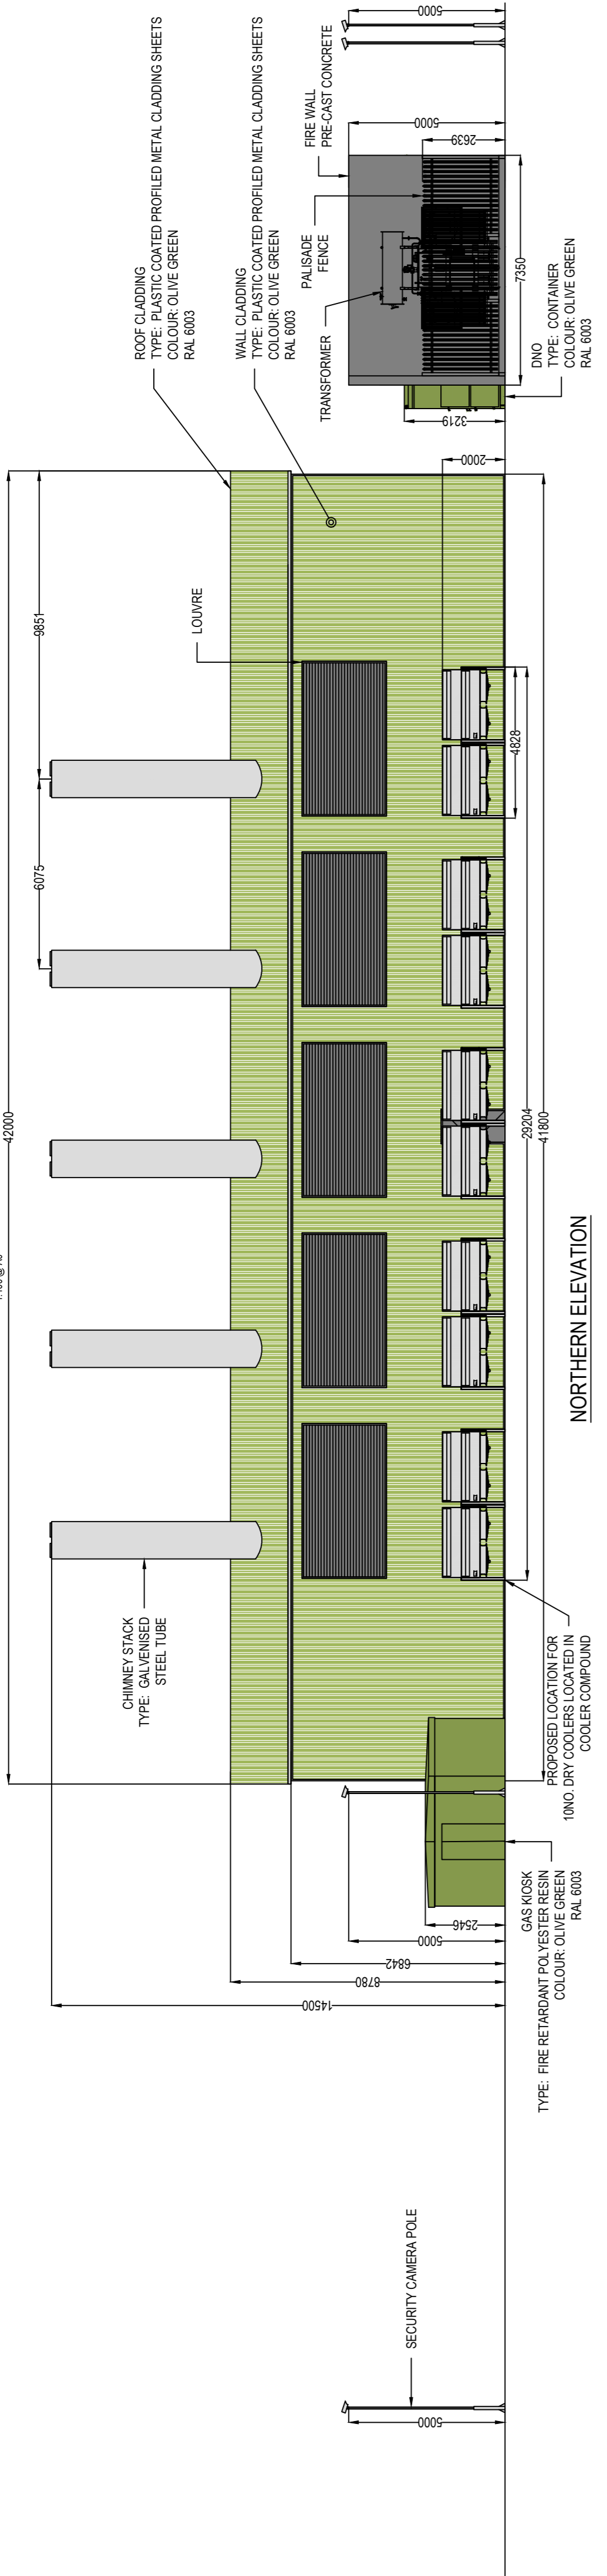 1:100@A3
42000
9851
6075
ROOF CLADDING
TYPE: PLASTIC COATED PROFILED METAL CLADDING SHEETS
COLOUR: OLIVE GREEN
RAL 6003
WALL CLADDING
TYPE: PLASTIC COATED PROFILED METAL CLADDING SHEETS
COLOUR: OLIVE GREEN
RAL 6003
LOUVRE
CHIMNEY STACK
TYPE: GALVENISED
STEEL TUBE
FIRE WALL
PRE-CAST CONCRETE
PALISADE
FENCE
TRANSFORMER
5000
5000
2639
7350
3219
2000
DNO
TYPE: CONTAINER
COLOUR: OLIVE GREEN
RAL 6003
4828
29204
41800
14500
8780
6842
5000
2546
PROPOSED LOCATION FOR
10NO. DRY COOLERS LOCATED IN
COOLER COMPOUND
GAS KIOSK
TYPE: FIRE RETARDANT POLYESTER RESIN
COLOUR: OLIVE GREEN
RAL 6003
SECURITY CAMERA POLE
5000
NORTHERN ELEVATION